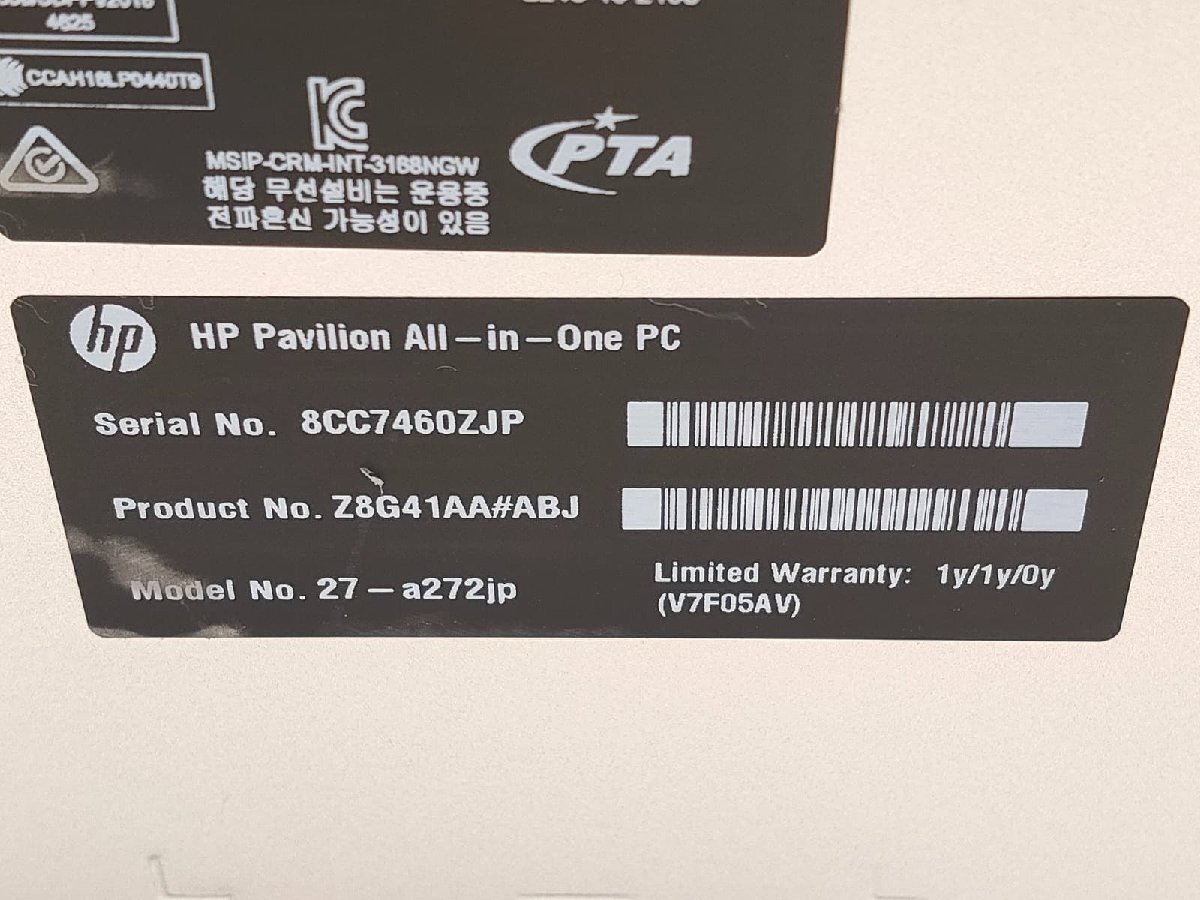 4625
CCAH16LP0440T9
MSIP-CRM-INT-3168NGW
해당 무선설비는 운용중
전파혼신 가능성이 있음
PTA
hp HP Pavilion All-in-One PC
Serial No. 8CC7460ZJP
Product No. Z8G41AA#ABJ
Model No. 27-a272jp
Limited Warranty: 1y/1y/0y
(V7F05AV)